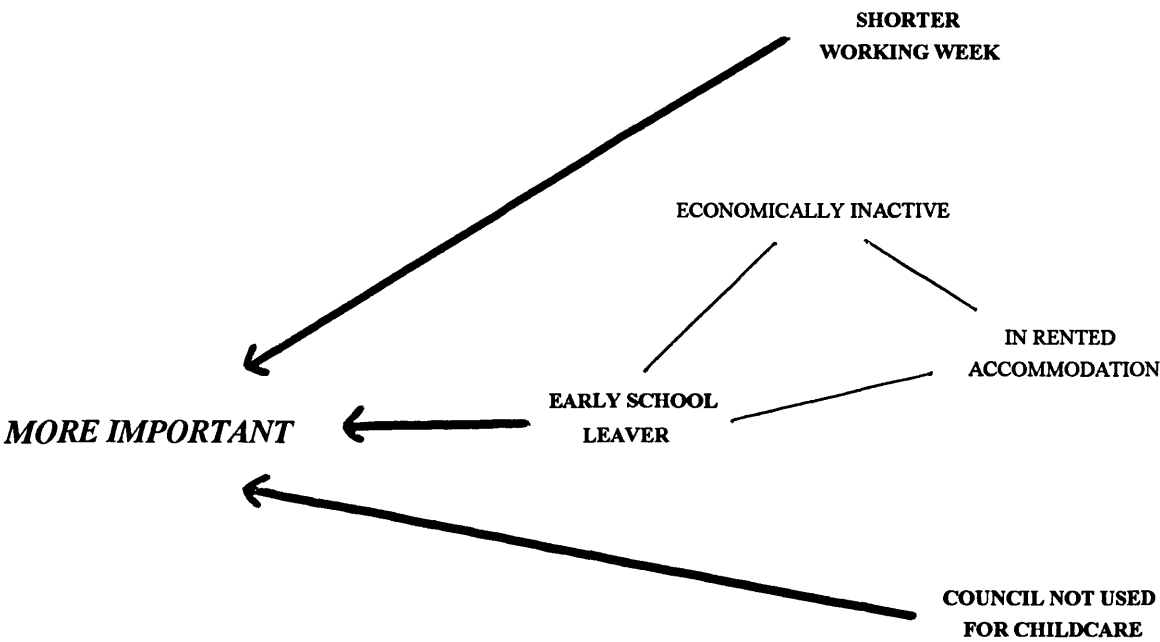 SHORTER
WORKING WEEK
ECONOMICALLY INACTIVE
IN RENTED
ACCOMMODATION
EARLY SCHOOL
LEAVER
MORE IMPORTANT
COUNCIL NOT USED
FOR CHILDCARE